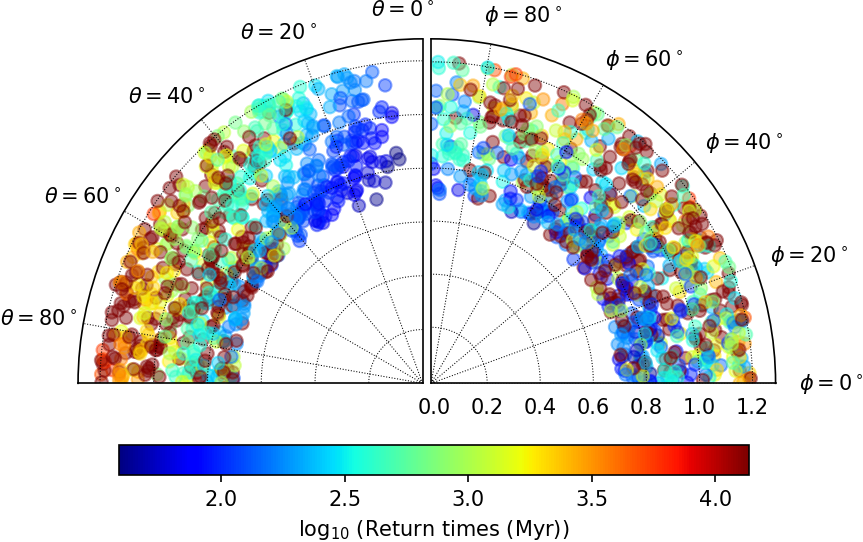 θ = 0°
θ = 20°
θ = 40°
θ = 60°
θ = 80°
ϕ = 80°
ϕ = 60°
ϕ = 40°
ϕ = 20°
ϕ = 0°
0.0 0.2 0.4 0.6 0.8 1.0 1.2
2.0 2.5 3.0 3.5 4.0
log₁₀ (Return times (Myr))